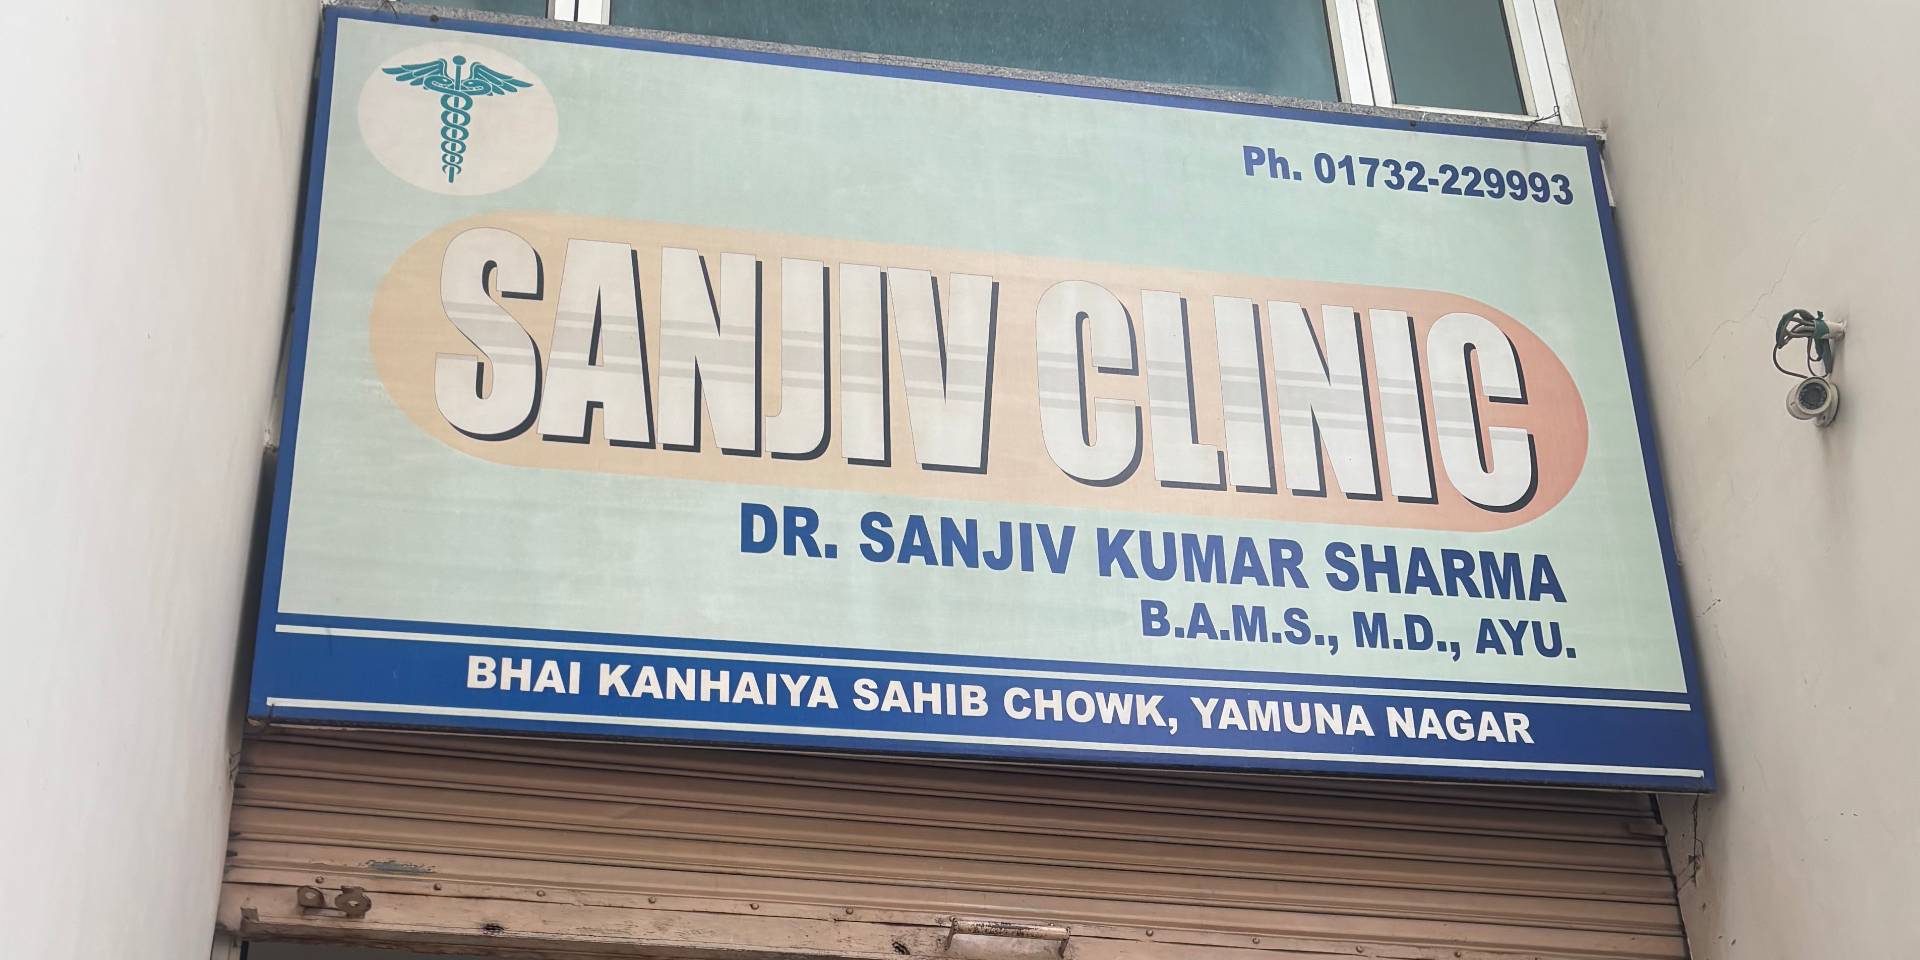 Ph. 01732-229993
SANJIV CLINIC
DR. SANJIV KUMAR SHARMA
B.A.M.S., M.D., AYU.
BHAI KANHAIYA SAHIB CHOWK, YAMUNA NAGAR